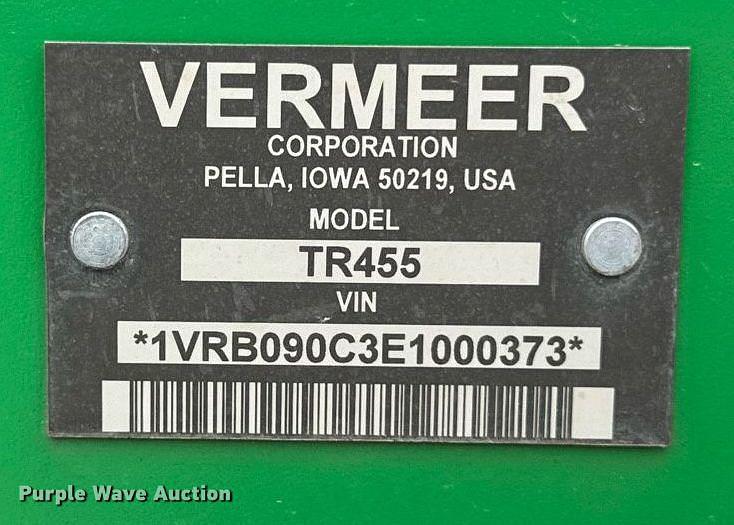 VERMEER
CORPORATION
PELLA, IOWA 50219, USA
MODEL
TR455
VIN
*1VRB090C3E1000373*
Purple Wave Auction